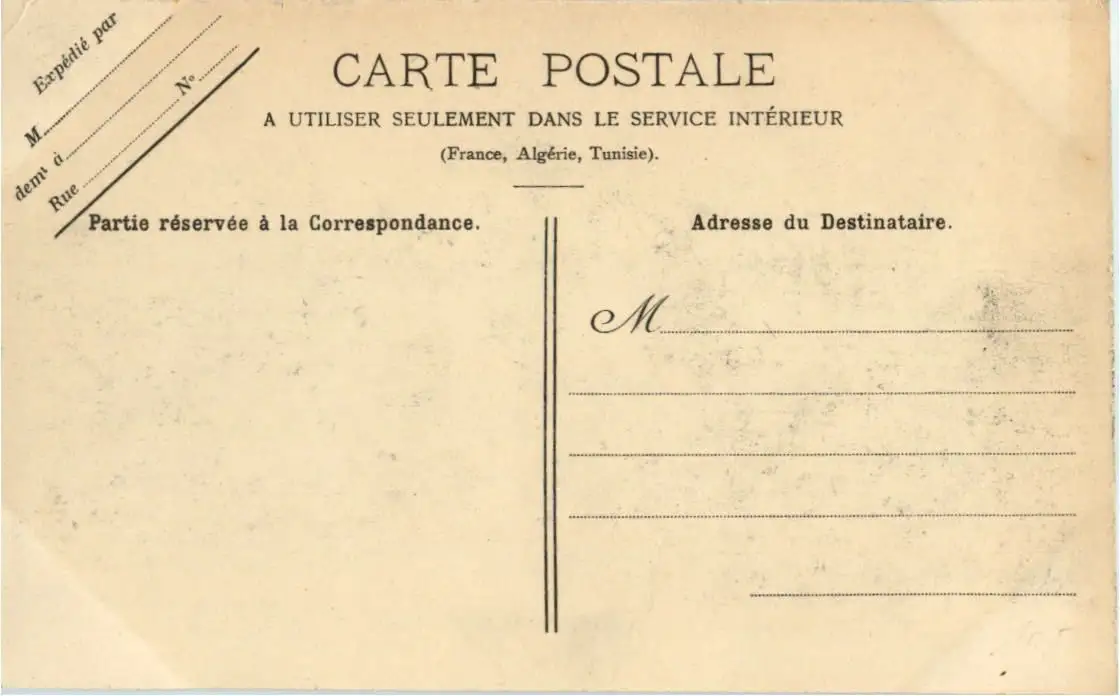 Expédié par
M
demt à
Rue N°
CARTE POSTALE
A UTILISER SEULEMENT DANS LE SERVICE INTÉRIEUR
(France, Algérie, Tunisie).
Partie réservée à la Correspondance.
Adresse du Destinataire.
M